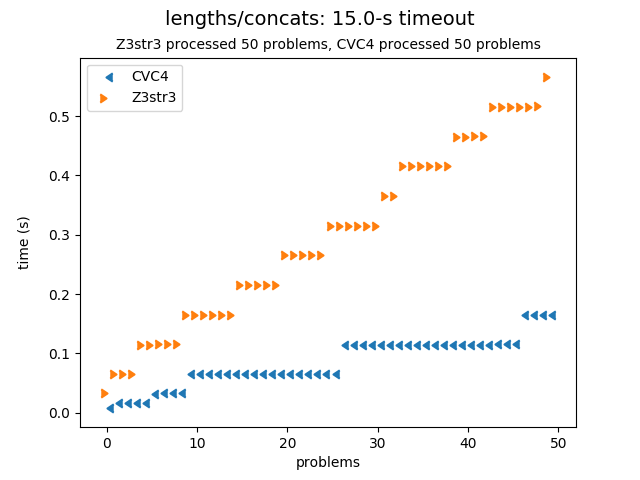 lengths/concats: 15.0-s timeout
Z3str3 processed 50 problems, CVC4 processed 50 problems
CVC4
Z3str3
time (s)
0.5
0.4
0.3
0.2
0.1
0.0
0 10 20 30 40 50
problems